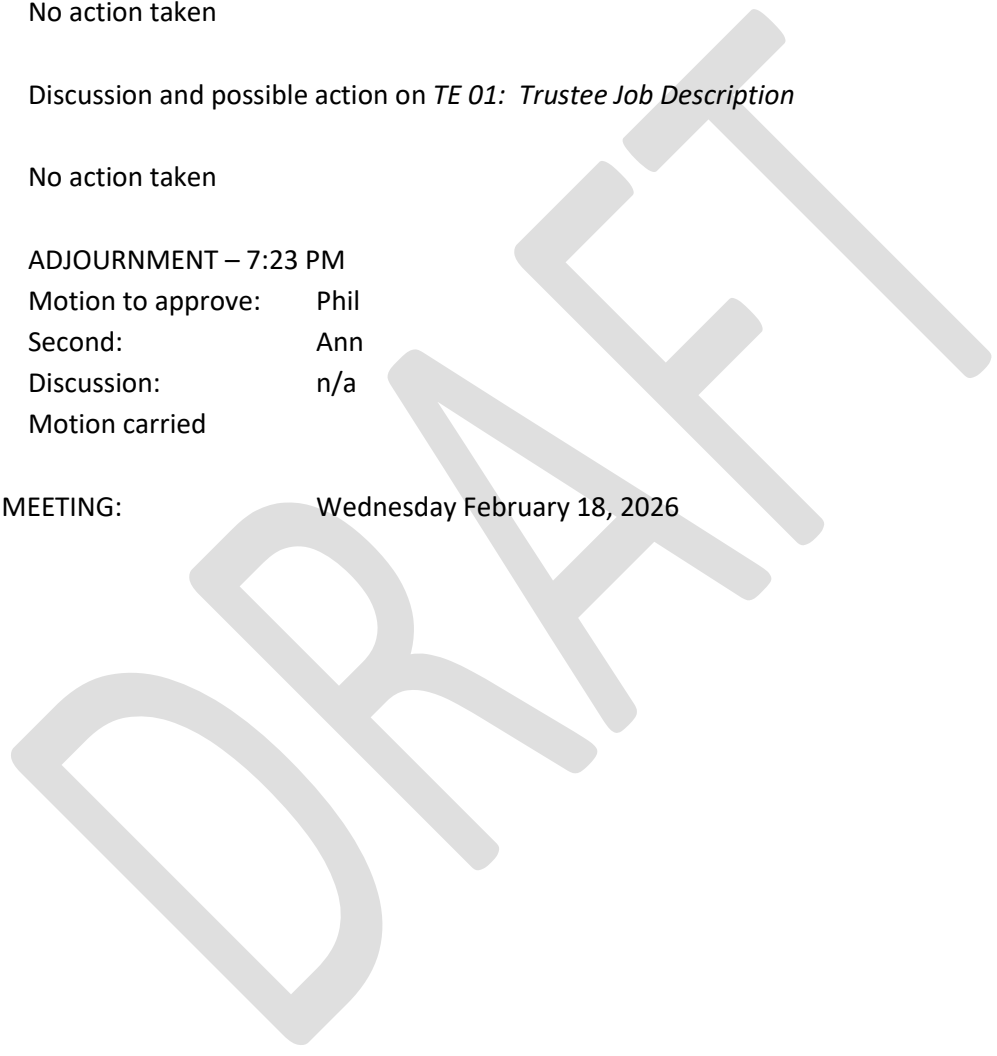 No action taken
Discussion and possible action on TE 01: Trustee Job Description
No action taken
ADJOURNMENT – 7:23 PM
Motion to approve: Phil
Second: Ann
Discussion: n/a
Motion carried
MEETING: Wednesday February 18, 2026
DRAFT